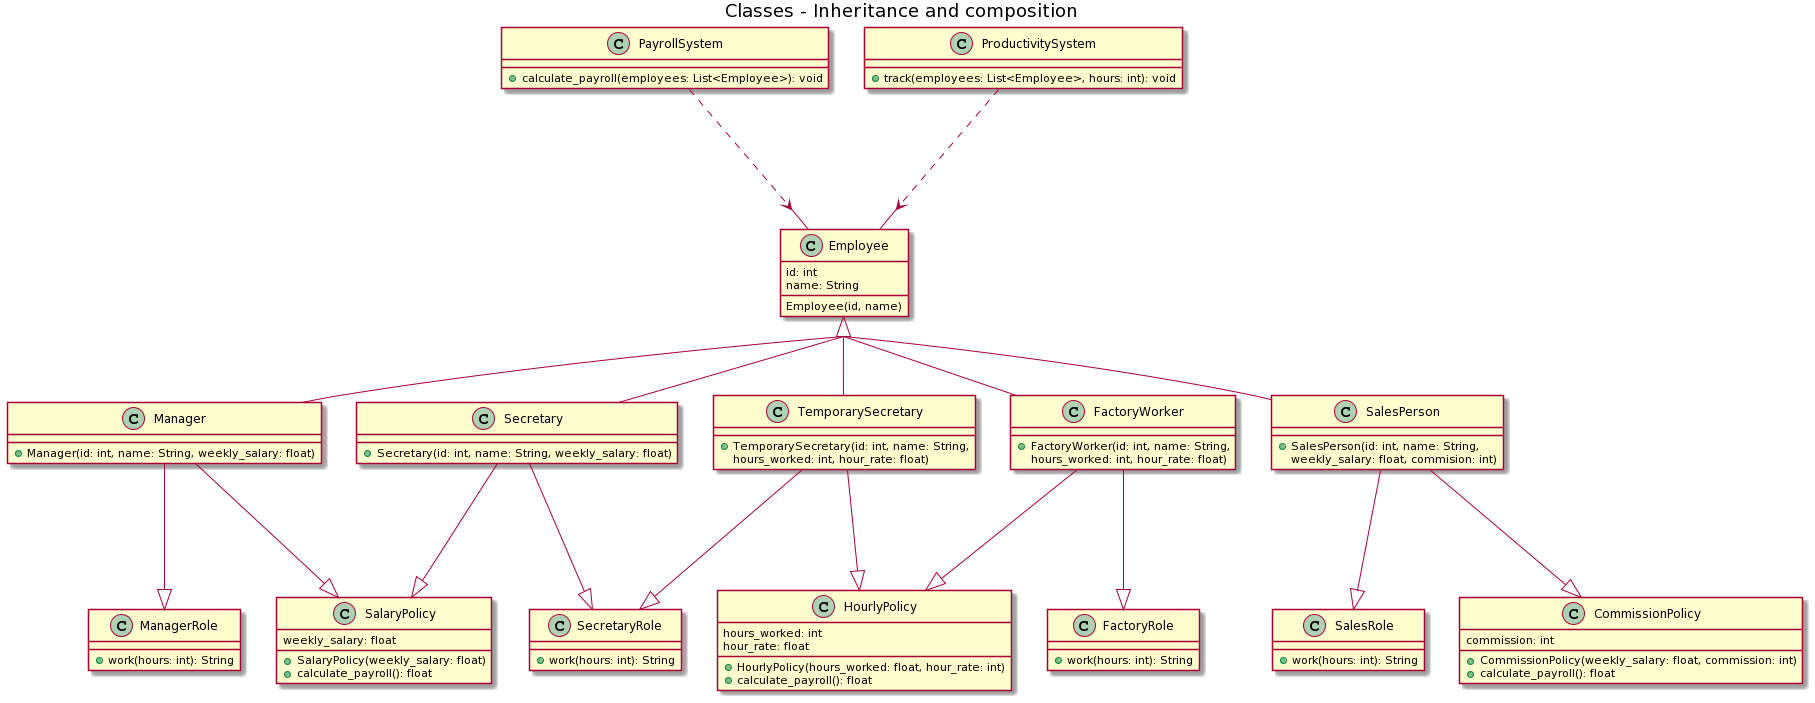 Classes - Inheritance and composition
C PayrollSystem
calculate_payroll(employees: List<Employee>): void
C ProductivitySystem
track(employees: List<Employee>, hours: int): void
C Employee
id: int
name: String
Employee(id, name)
C Manager
Manager(id: int, name: String, weekly_salary: float)
C Secretary
Secretary(id: int, name: String, weekly_salary: float)
C TemporarySecretary
TemporarySecretary(id: int, name: String,
hours_worked: int, hour_rate: float)
C FactoryWorker
FactoryWorker(id: int, name: String,
hours_worked: int, hour_rate: float)
C SalesPerson
SalesPerson(id: int, name: String,
weekly_salary: float, commision: int)
C ManagerRole
work(hours: int): String
C SalaryPolicy
weekly_salary: float
SalaryPolicy(weekly_salary: float)
calculate_payroll(): float
C SecretaryRole
work(hours: int): String
C HourlyPolicy
hours_worked: int
hour_rate: float
HourlyPolicy(hours_worked: float, hour_rate: int)
calculate_payroll(): float
C FactoryRole
work(hours: int): String
C SalesRole
work(hours: int): String
C CommissionPolicy
commission: int
CommissionPolicy(weekly_salary: float, commission: int)
calculate_payroll(): float